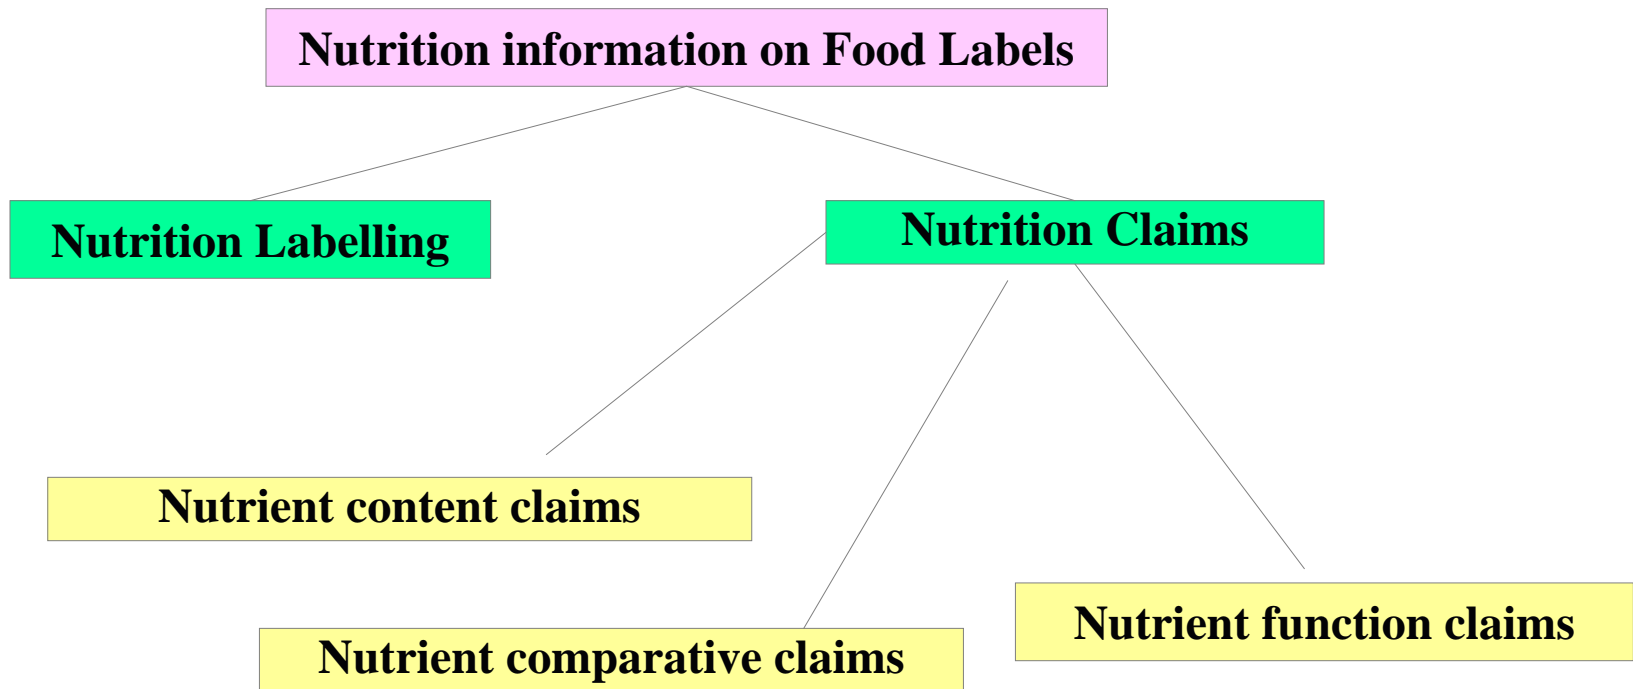 Nutrition information on Food Labels
Nutrition Labelling
Nutrition Claims
Nutrient content claims
Nutrient comparative claims
Nutrient function claims